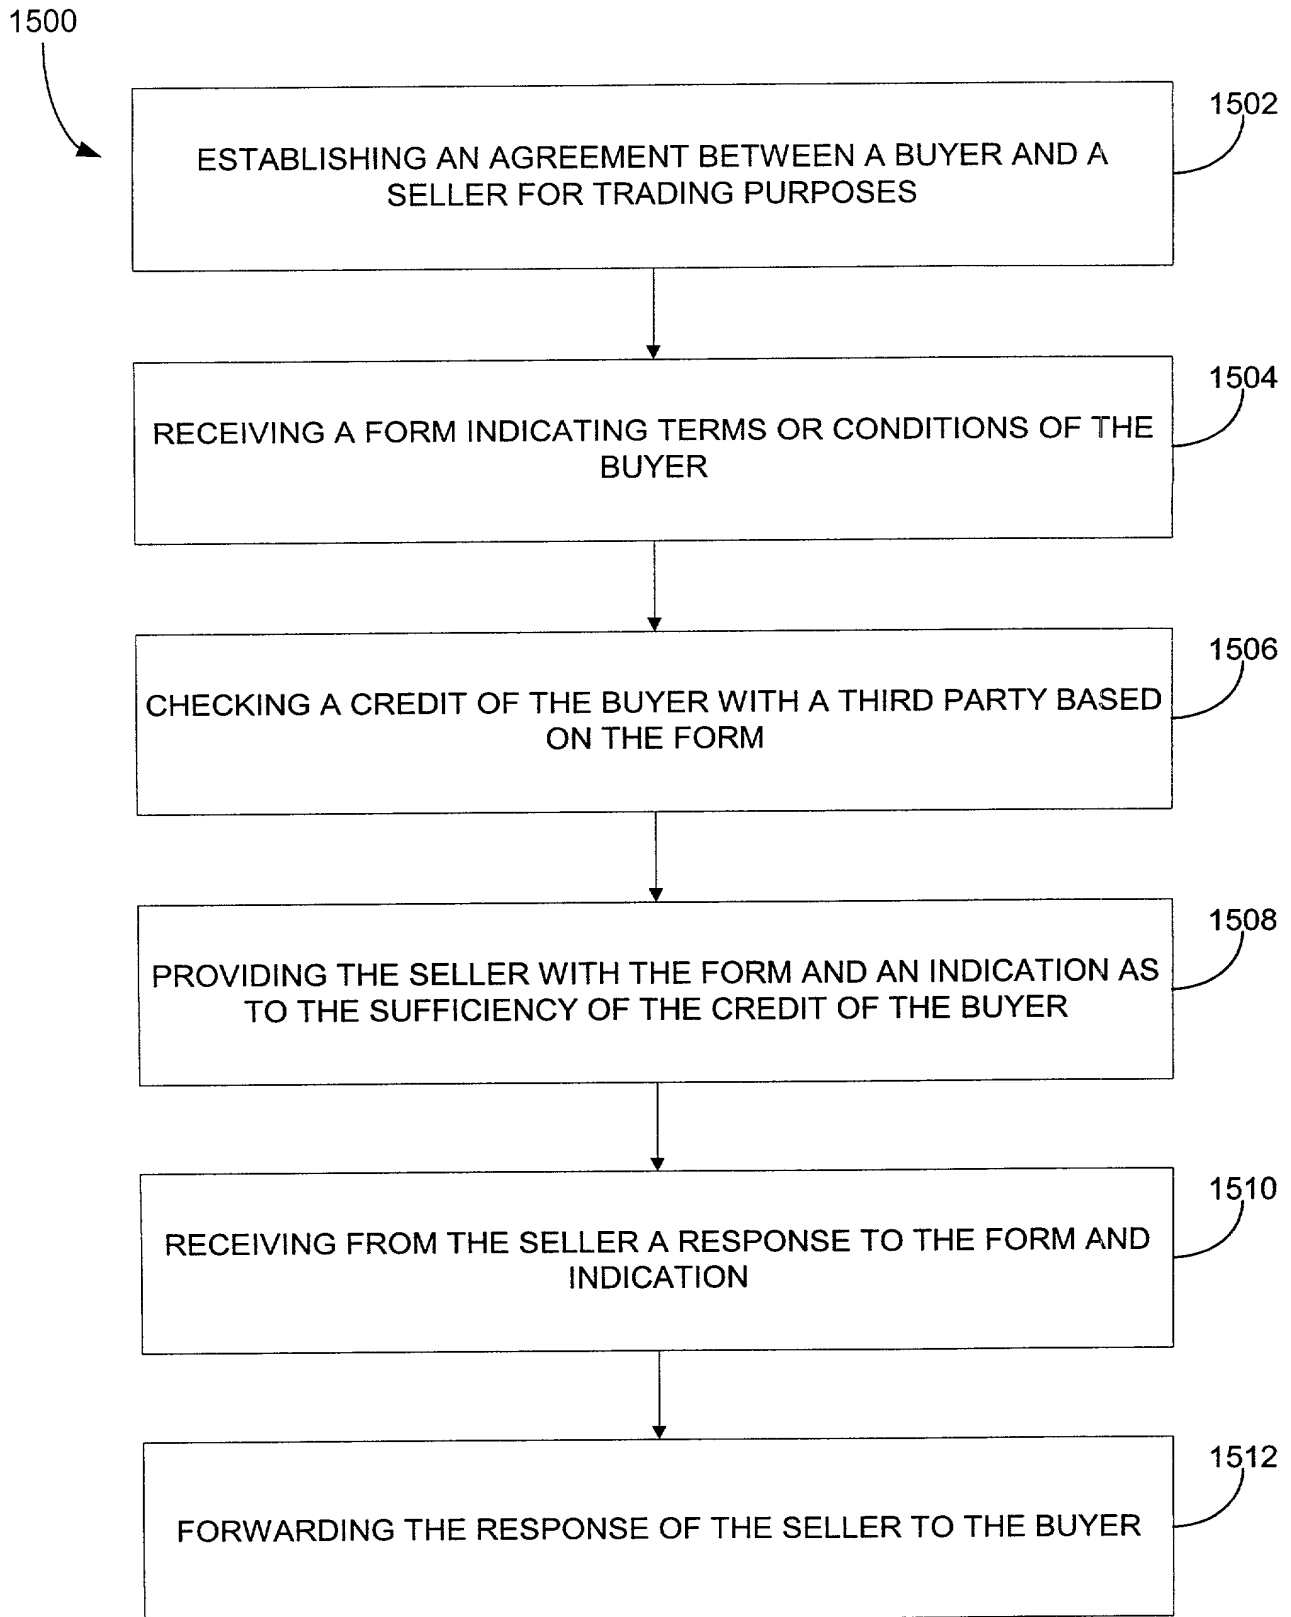 1500
1502
ESTABLISHING AN AGREEMENT BETWEEN A BUYER AND A
SELLER FOR TRADING PURPOSES
1504
RECEIVING A FORM INDICATING TERMS OR CONDITIONS OF THE
BUYER
1506
CHECKING A CREDIT OF THE BUYER WITH A THIRD PARTY BASED
ON THE FORM
1508
PROVIDING THE SELLER WITH THE FORM AND AN INDICATION AS
TO THE SUFFICIENCY OF THE CREDIT OF THE BUYER
1510
RECEIVING FROM THE SELLER A RESPONSE TO THE FORM AND
INDICATION
1512
FORWARDING THE RESPONSE OF THE SELLER TO THE BUYER